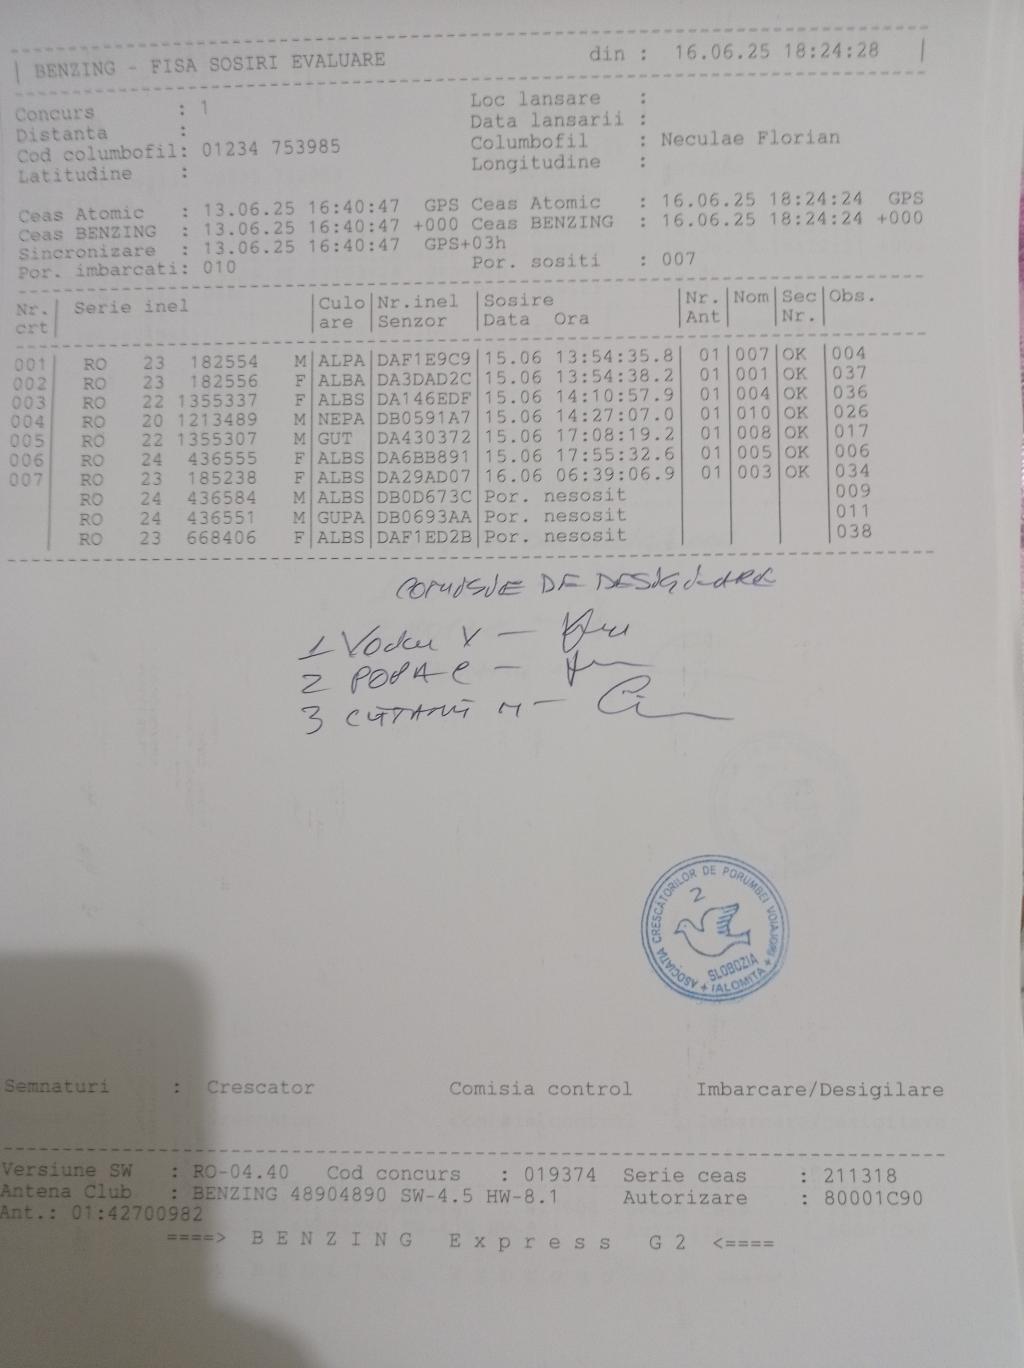 BENZING - FISA SOSIRI EVALUARE din : 16.06.25 18:24:28
Concurs : 1 Loc lansare :
Distanta : Data lansarii :
Cod columbofil: 01234 753985 Columbofil : Neculae Florian
Latitudine : Longitudine :
Ceas Atomic : 13.06.25 16:40:47 GPS Ceas Atomic : 16.06.25 18:24:24 GPS
Ceas BENZING : 13.06.25 16:40:47 +000 Ceas BENZING : 16.06.25 18:24:24 +000
Sincronizare : 13.06.25 16:40:47 GPS+03h
Por. imbarcati: 010 Por. sositi : 007
Nr. Serie inel Culo Nr.inel Sosire Nr. Nom Sec Obs.
crt are Senzor Data Ora Ant Nr.
001 RO 23 182554 M ALPA DAF1E9C9 15.06 13:54:35.8 01 007 OK 004
002 RO 23 182556 F ALBA DA3DAD2C 15.06 13:54:38.2 01 001 OK 037
003 RO 22 1355337 F ALBS DA146EDF 15.06 14:10:57.9 01 004 OK 036
004 RO 20 1213489 M NEPA DB0591A7 15.06 14:27:07.0 01 010 OK 026
005 RO 22 1355307 M GUT DA430372 15.06 17:08:19.2 01 008 OK 017
006 RO 24 436555 F ALBS DA6BB891 15.06 17:55:32.6 01 005 OK 006
007 RO 23 185238 F ALBS DA29AD07 16.06 06:39:06.9 01 003 OK 034
RO 24 436584 M ALBS DB0D673C Por. nesosit 009
RO 24 436551 M GUPA DB0693AA Por. nesosit 011
RO 23 668406 F ALBS DAF1ED2B Por. nesosit 038
COMISIE DE DESIGILARE
1 V
2 POPA C
3 M
ASOCIATIA CRESCATORILOR DE PORUMBEI VOIAJORI
2
SLOBOZIA
IALOMITA
Semnaturi : Crescator Comisia control Imbarcare/Desigilare
Versiune SW : RO-04.40 Cod concurs : 019374 Serie ceas : 211318
Antena Club : BENZING 48904890 SW-4.5 HW-8.1 Autorizare : 80001C90
Ant.: 01:42700982
====> BENZING Express G2 <====